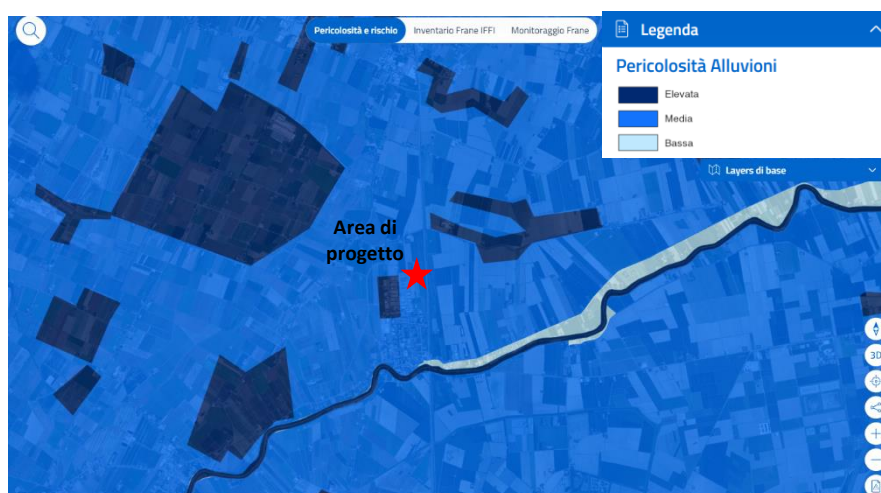 Pericolosità e rischio
Inventario Frane IFFI
Monitoraggio Frane
Legenda
Pericolosità Alluvioni
Elevata
Media
Bassa
Layers di base
Area di
progetto
3D